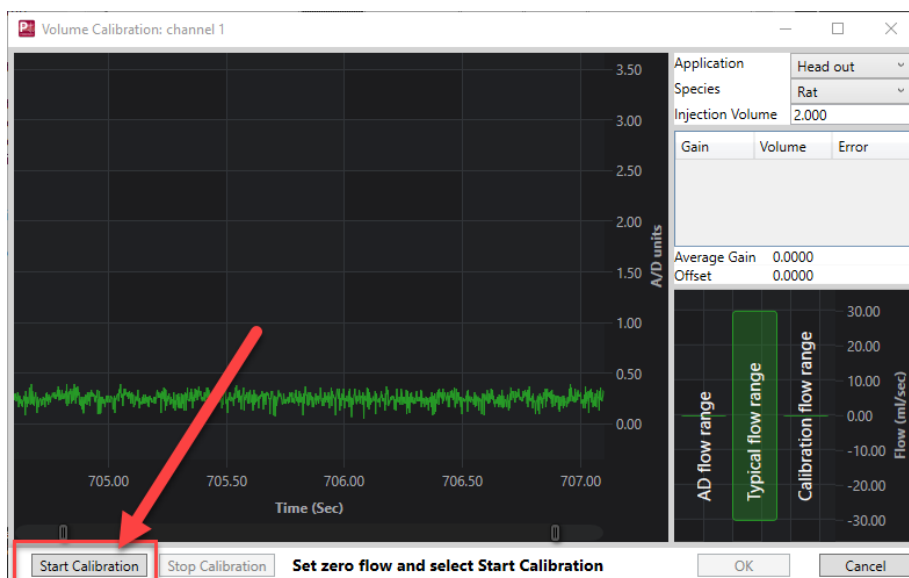 Volume Calibration: channel 1
3.50
3.00
2.50
2.00
1.50
1.00
0.50
0.00
A/D units
705.00 705.50 706.00 706.50 707.00
Time (Sec)
Application Head out
Species Rat
Injection Volume 2.000
Gain Volume Error
Average Gain 0.0000
Offset 0.0000
AD flow range
Typical flow range
Calibration flow range
30.00
20.00
10.00
0.00
-10.00
-20.00
-30.00
Flow (ml/sec)
Start Calibration Stop Calibration Set zero flow and select Start Calibration OK Cancel